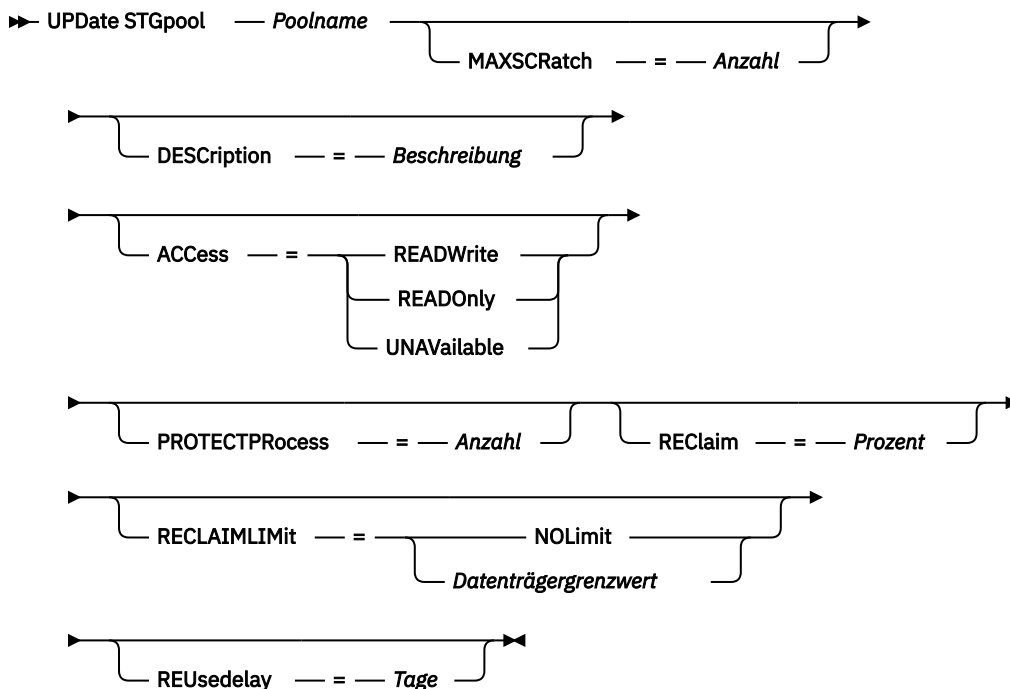 UPDate STGpool — Poolname
MAXSCRatch — = — Anzahl
DESCription — = — Beschreibung
ACCess — = — READWrite
READOnly
UNAVailable
PROTECTPRocess — = — Anzahl REClaim — = — Prozent
RECLAIMLIMit — = — NOLimit
Datenträgergrenzwert
REUsedelay — = — Tage